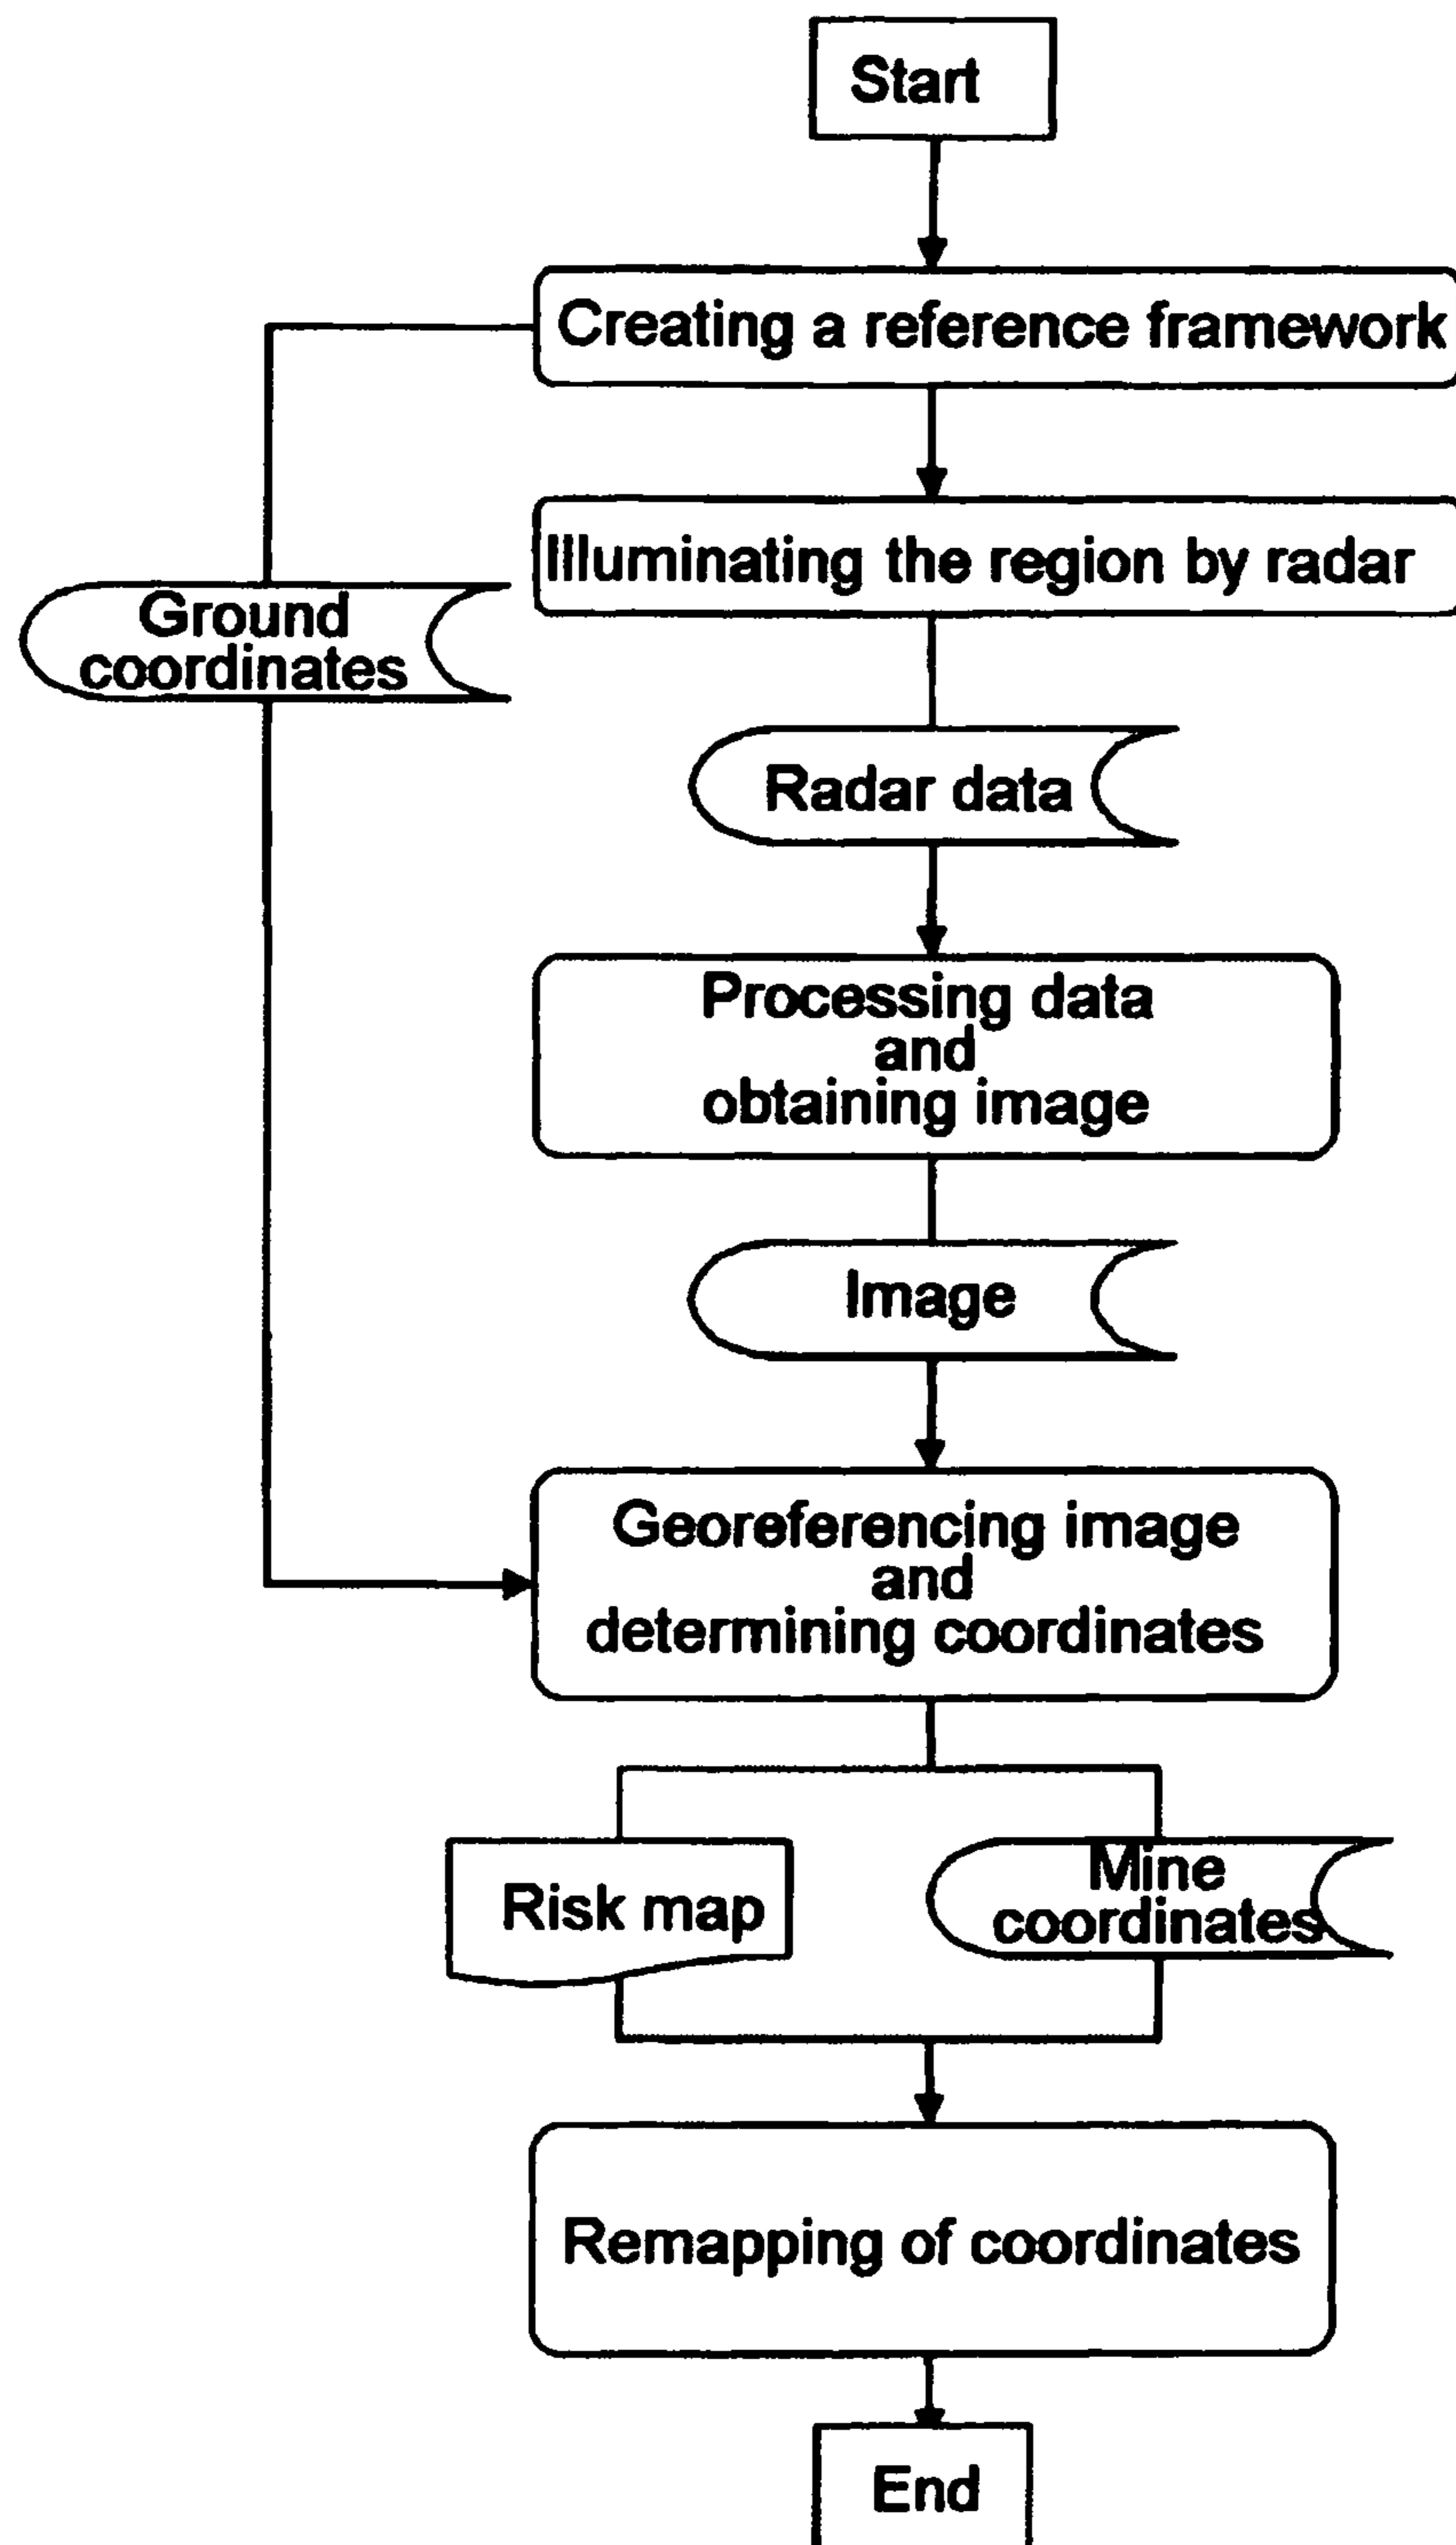 Start
Creating a reference framework
Illuminating the region by radar
Ground
coordinates
Radar data
Processing data
and
obtaining image
Image
Georeferencing image
and
determining coordinates
Risk map
Mine
coordinates
Remapping of coordinates
End